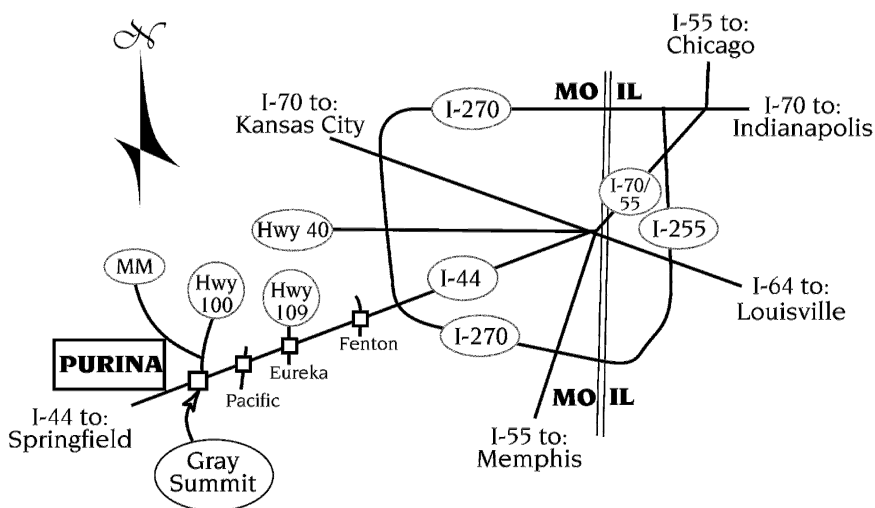 N
I-55 to:
Chicago
MO IL
I-70 to:
Kansas City
I-270
I-70 to:
Indianapolis
I-70/
55
Hwy 40
I-255
MM
Hwy
100
Hwy
109
I-44
I-64 to:
Louisville
Fenton
I-270
PURINA
Eureka
Pacific
MO IL
I-44 to:
Springfield
I-55 to:
Memphis
Gray
Summit